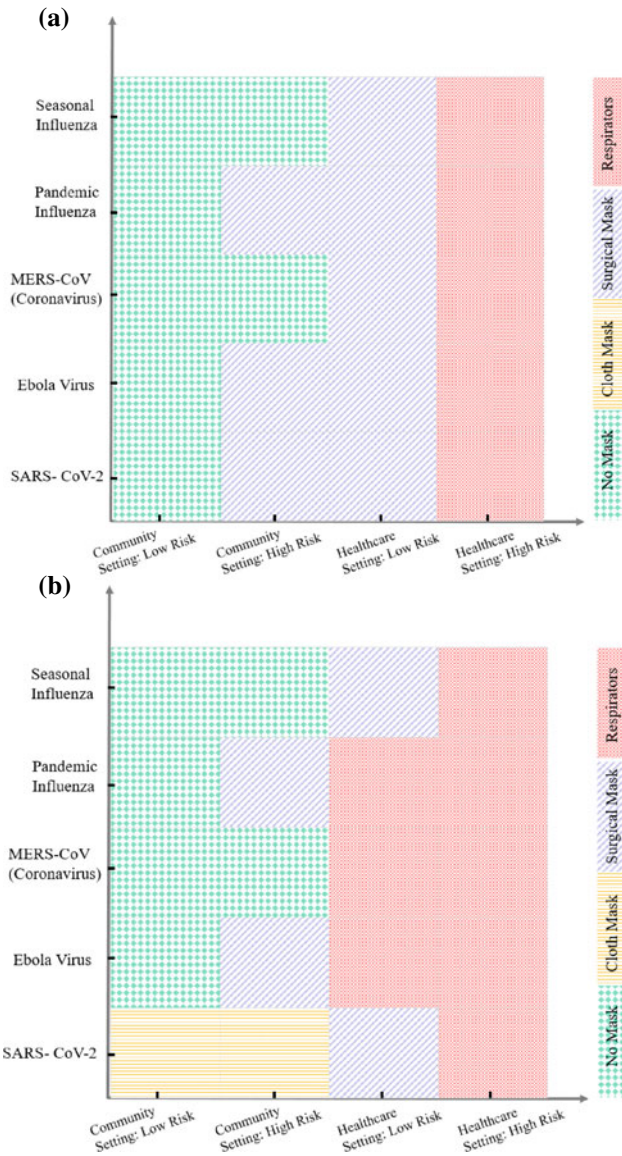 (a)
Seasonal
Influenza
Pandemic
Influenza
MERS-CoV
(Coronavirus)
Ebola Virus
SARS- CoV-2
Community
Setting: Low Risk
Community
Setting: High Risk
Healthcare
Setting: Low Risk
Healthcare
Setting: High Risk
Respirators
Surgical Mask
Cloth Mask
No Mask
(b)
Seasonal
Influenza
Pandemic
Influenza
MERS-CoV
(Coronavirus)
Ebola Virus
SARS- CoV-2
Community
Setting: Low Risk
Community
Setting: High Risk
Healthcare
Setting: Low Risk
Healthcare
Setting: High Risk
Respirators
Surgical Mask
Cloth Mask
No Mask